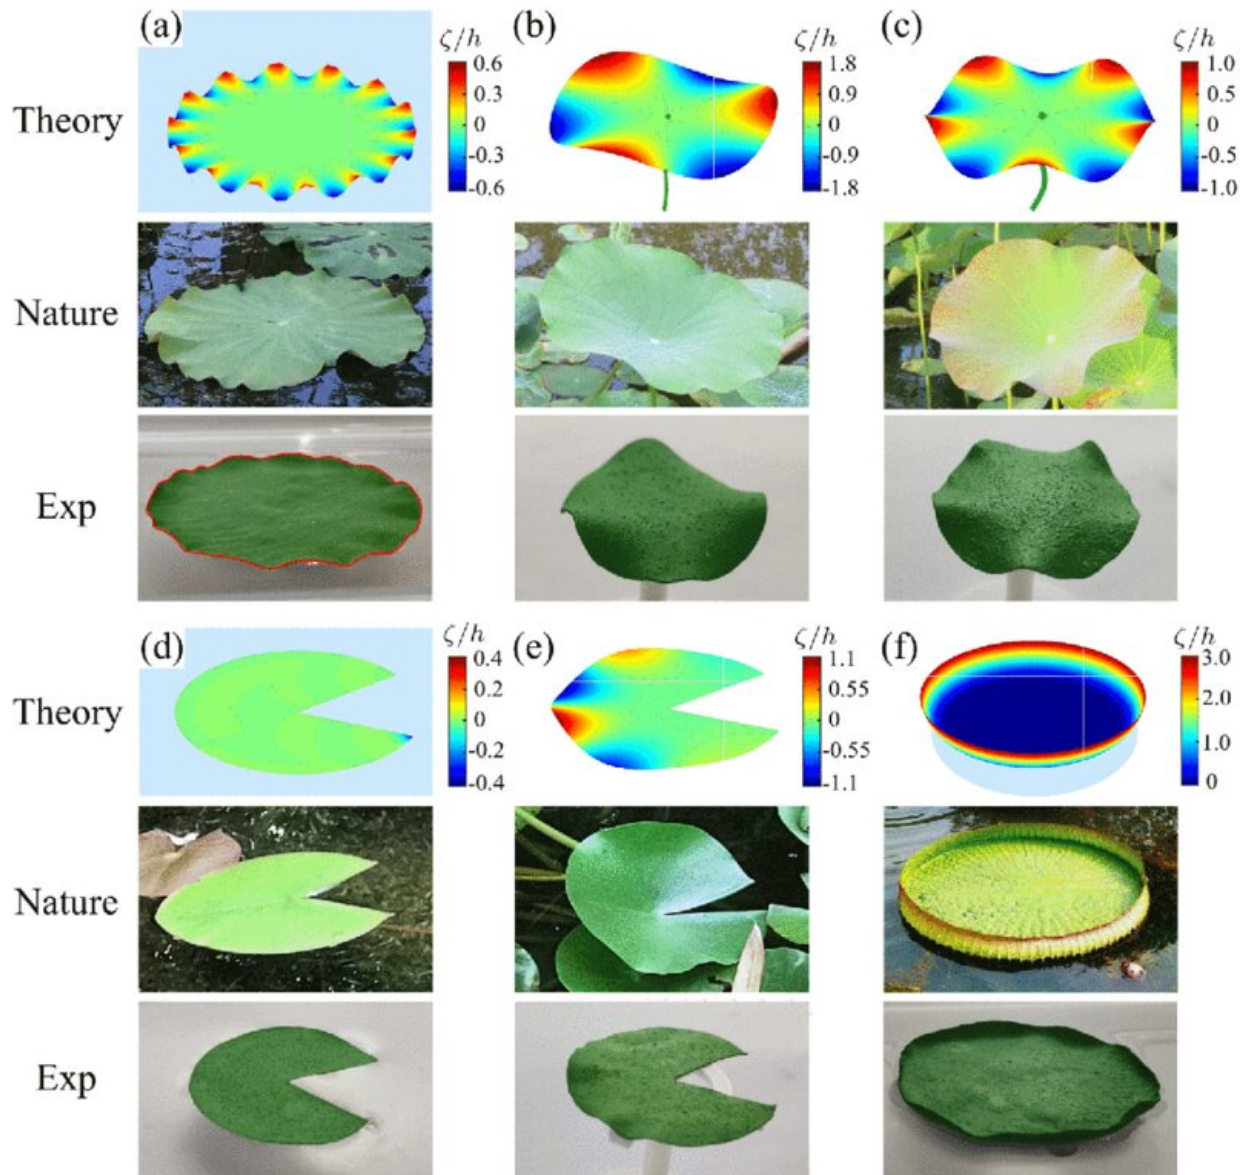 (a) ζ/h (b) ζ/h (c) ζ/h
0.6 1.8 1.0
0.3 0.9 0.5
Theory 0 0 0
-0.3 -0.9 -0.5
-0.6 -1.8 -1.0
Nature
Exp
(d) ζ/h (e) ζ/h (f) ζ/h
0.4 1.1 3.0
0.2 0.55 2.0
Theory 0 0
-0.2 -0.55 1.0
-0.4 -1.1 0
Nature
Exp